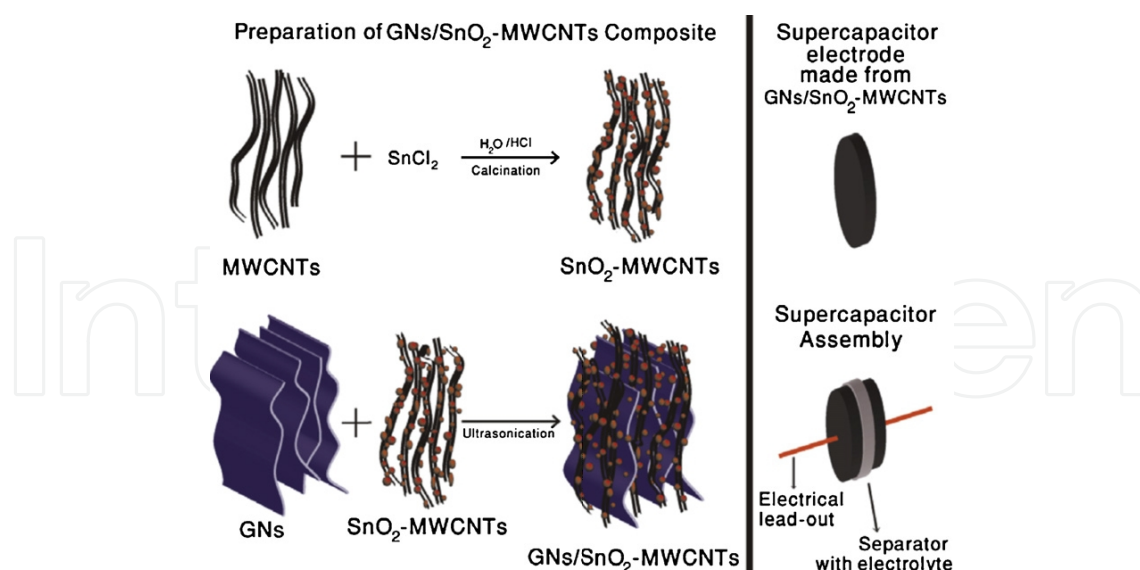 Preparation of GNs/SnO₂-MWCNTs Composite
MWCNTs
+
SnCl₂
H₂O/HCl
Calcination
SnO₂-MWCNTs
GNs
+
SnO₂-MWCNTs
Ultrasonication
GNs/SnO₂-MWCNTs
Supercapacitor
electrode
made from
GNs/SnO₂-MWCNTs
Supercapacitor
Assembly
Electrical
lead-out
Separator
with electrolyte